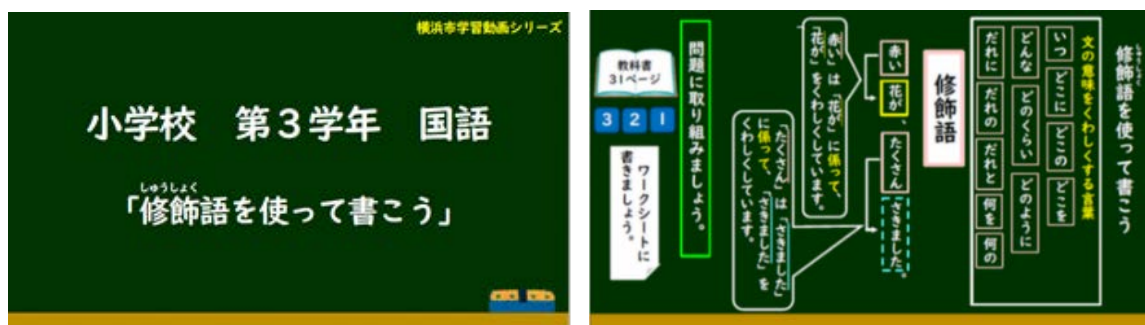 横浜市学習動画シリーズ
小学校 第3学年 国語
しゅうしょく
「修飾語を使って書こう」
しゅうしょく
修飾語を使って書こう
文の意味をくわしくする言葉
いつ どこに どこの どこを
どんな どのくらい どのように
だれに だれの だれと 何を 何の
修飾語
赤い 花が、 たくさん さきました。
「赤い」は「花が」に係って、
「花が」をくわしくしています。
「たくさん」は「さきました」
に係って、「さきました」を
くわしくしています。
問題に取り組みましょう。
教科書
31ページ
3 2 1
ワークシートに
書きましょう。